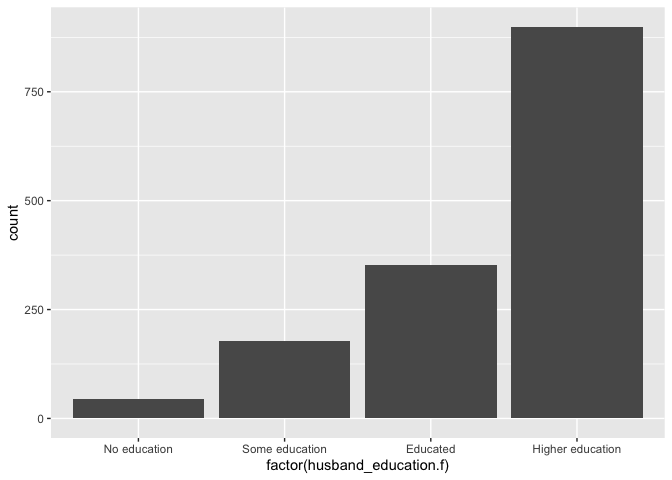 count
750
500
250
0
No education
Some education
Educated
Higher education
factor(husband_education.f)